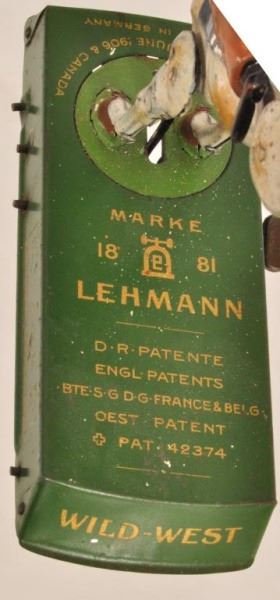 JUNE 1906 & CANADA
IN GERMANY
MARKE
18 81
LEHMANN
D·R·PATENTE
ENGL·PATENTS
BTE·S·G D·G·FRANCE & BELG·
OEST PATENT
✚ PAT. 42374
WILD-WEST